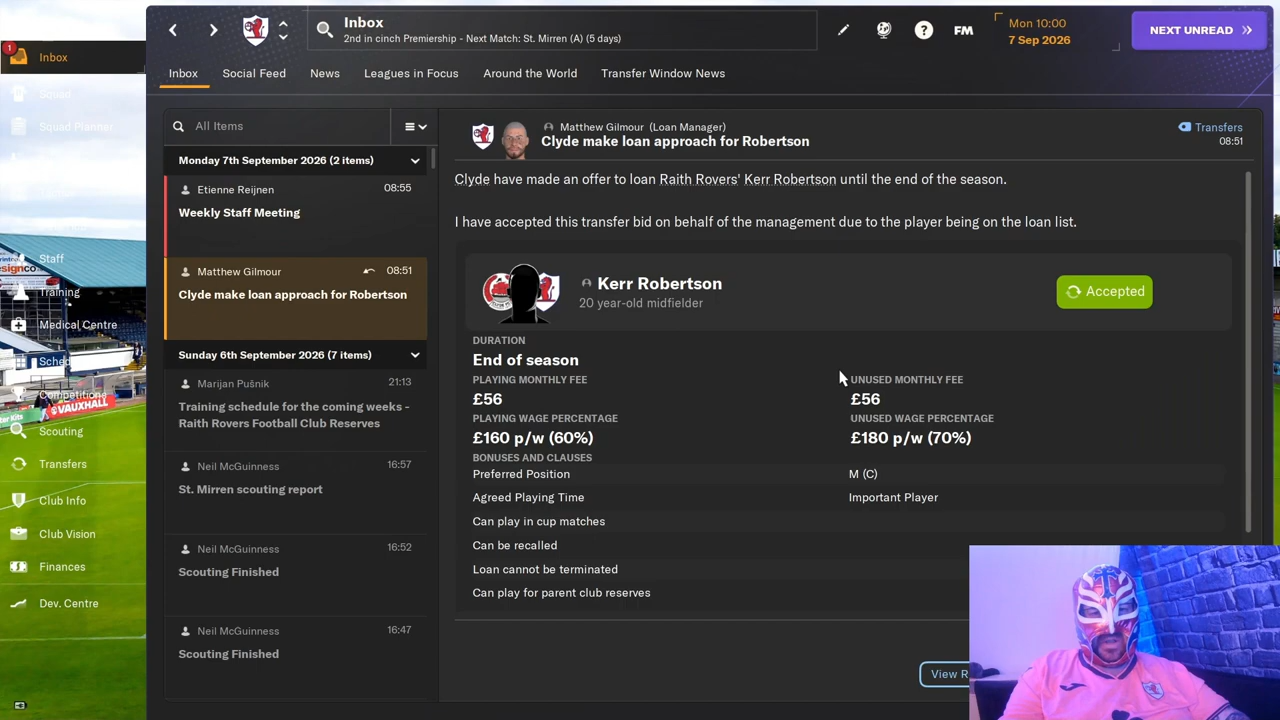 Inbox
2nd in cinch Premiership - Next Match: St. Mirren (A) (5 days)
?
FM
Mon 10:00
7 Sep 2026
NEXT UNREAD
1
Inbox
Squad
Squad Planner
Staff
Training
Medical Centre
Sched
Competitions
Scouting
Transfers
Club Info
Club Vision
Finances
Dev. Centre
VAUXHALL
Inbox
Social Feed
News
Leagues in Focus
Around the World
Transfer Window News
All Items
Monday 7th September 2026 (2 items)
Etienne Reijnen
08:55
Weekly Staff Meeting
Matthew Gilmour
08:51
Clyde make loan approach for Robertson
Sunday 6th September 2026 (7 items)
Marijan Pušnik
21:13
Training schedule for the coming weeks -
Raith Rovers Football Club Reserves
Neil McGuinness
16:57
St. Mirren scouting report
Neil McGuinness
16:52
Scouting Finished
Neil McGuinness
16:47
Scouting Finished
Matthew Gilmour (Loan Manager)
Clyde make loan approach for Robertson
Transfers
08:51
Clyde have made an offer to loan Raith Rovers' Kerr Robertson until the end of the season.
I have accepted this transfer bid on behalf of the management due to the player being on the loan list.
Kerr Robertson
20 year-old midfielder
Accepted
DURATION
End of season
PLAYING MONTHLY FEE
UNUSED MONTHLY FEE
£56
£56
PLAYING WAGE PERCENTAGE
UNUSED WAGE PERCENTAGE
£160 p/w (60%)
£180 p/w (70%)
BONUSES AND CLAUSES
Preferred Position
M (C)
Agreed Playing Time
Important Player
Can play in cup matches
Can be recalled
Loan cannot be terminated
Can play for parent club reserves
View R